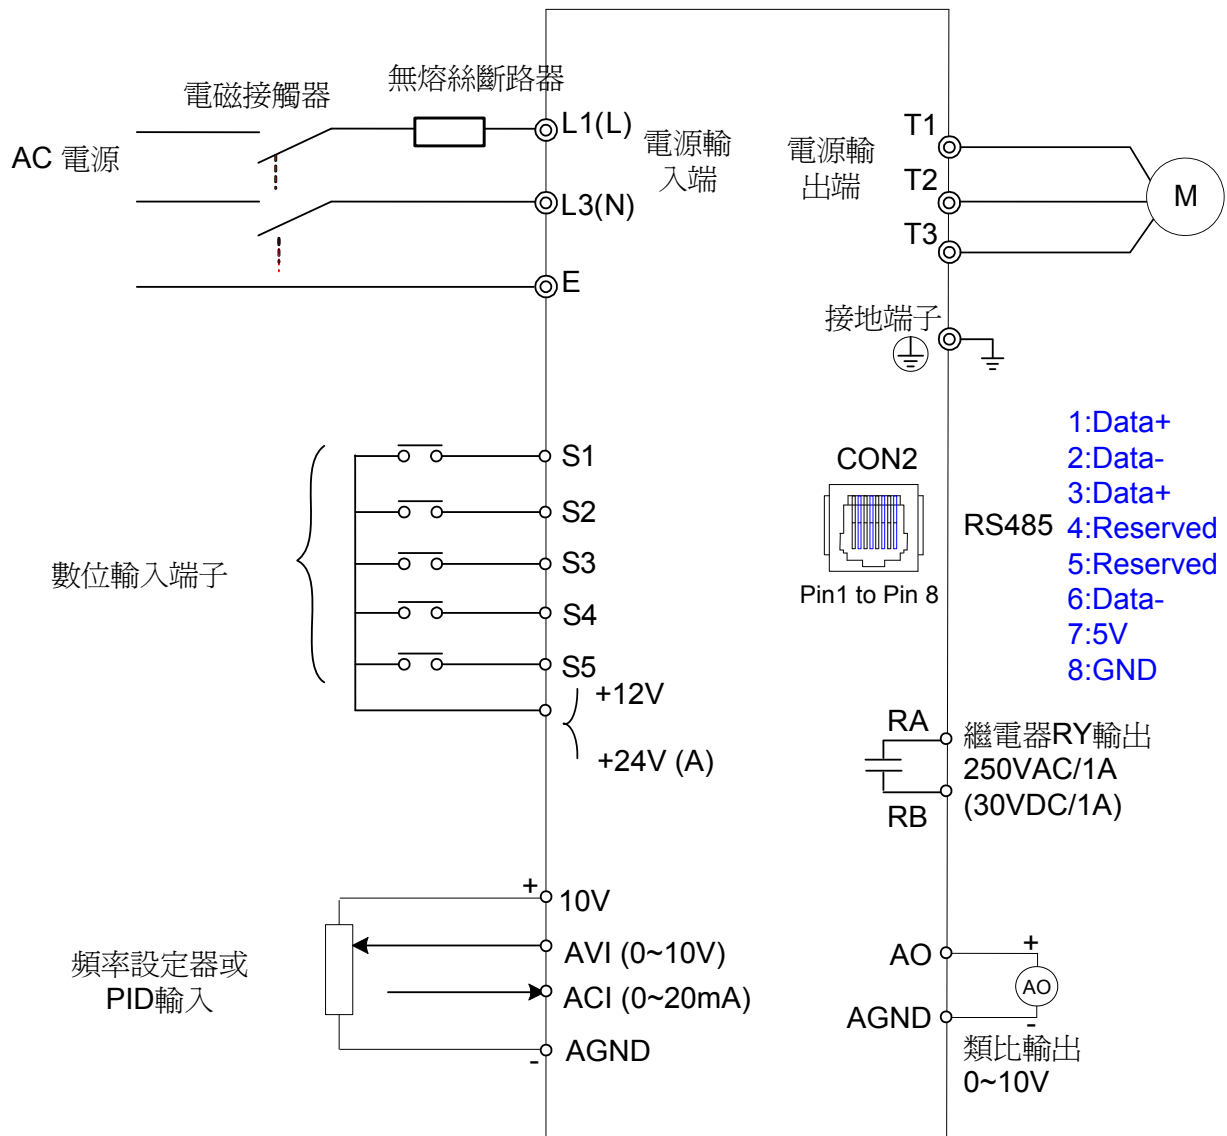 無熔絲斷路器
電磁接觸器
AC 電源
L1(L)
電源輸
入端
L3(N)
E
電源輸
出端
T1
T2
T3
M
接地端子
數位輸入端子
S1
S2
S3
S4
S5
+12V
+24V (A)
CON2
Pin1 to Pin 8
RS485
1:Data+
2:Data-
3:Data+
4:Reserved
5:Reserved
6:Data-
7:5V
8:GND
RA
RB
繼電器RY輸出
250VAC/1A
(30VDC/1A)
頻率設定器或
PID輸入
+
10V
AVI (0~10V)
ACI (0~20mA)
-
AGND
AO
AGND
+
AO
-
類比輸出
0~10V